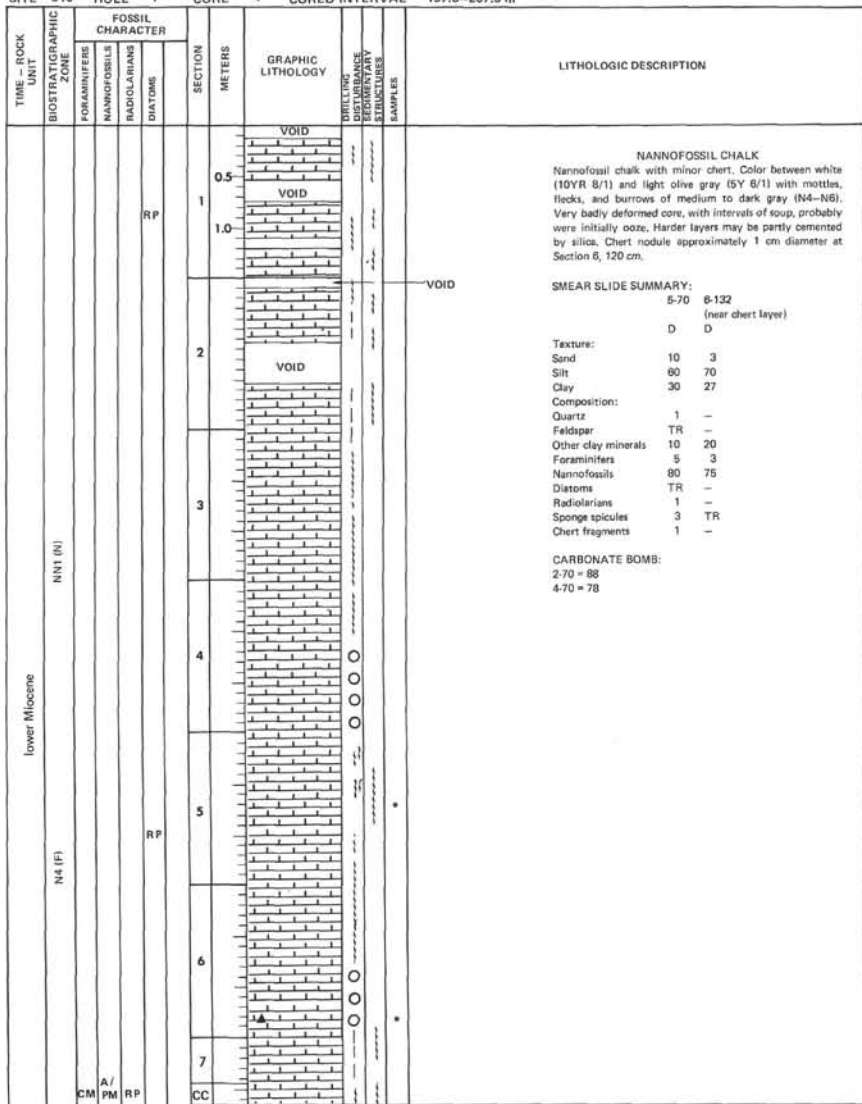 TIME – ROCK UNIT
BIOSTRATIGRAPHIC ZONE
FOSSIL CHARACTER
FORAMINIFERS
NANNOFOSSILS
RADIOLARIANS
DIATOMS
SECTION
METERS
GRAPHIC LITHOLOGY
DRILLING DISTURBANCE
SEDIMENTARY STRUCTURES
SAMPLES
LITHOLOGIC DESCRIPTION
lower Miocene
NN1 (N)
N4 (F)
RP
RP
CM
A/
PM
RP
1
2
3
4
5
6
7
CC
0.5
1.0
VOID
VOID
VOID
VOID
NANNOFOSSIL CHALK
Nannofossil chalk with minor chert. Color between white
(10YR 8/1) and light olive gray (5Y 6/1) with mottles,
flecks, and burrows of medium to dark gray (N4–N6).
Very badly deformed core, with intervals of soup, probably
were initially ooze. Harder layers may be partly cemented
by silica. Chert nodule approximately 1 cm diameter at
Section 6, 120 cm.
SMEAR SLIDE SUMMARY:
5-70 6-132
(near chert layer)
D D
Texture:
Sand 10 3
Silt 60 70
Clay 30 27
Composition:
Quartz 1 –
Feldspar TR –
Other clay minerals 10 20
Foraminifers 5 3
Nannofossils 80 75
Diatoms TR –
Radiolarians 1 –
Sponge spicules 3 TR
Chert fragments 1 –
CARBONATE BOMB:
2-70 = 88
4-70 = 78